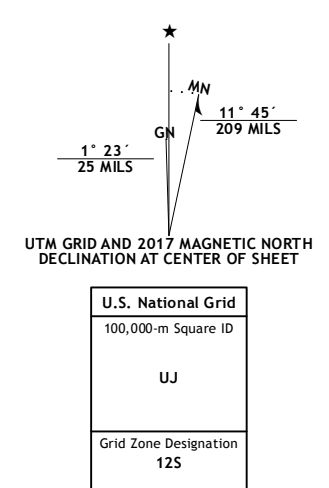 ★
MN
GN
11° 45´
209 MILS
1° 23´
25 MILS
UTM GRID AND 2017 MAGNETIC NORTH
DECLINATION AT CENTER OF SHEET
U.S. National Grid
100,000-m Square ID
UJ
Grid Zone Designation
12S